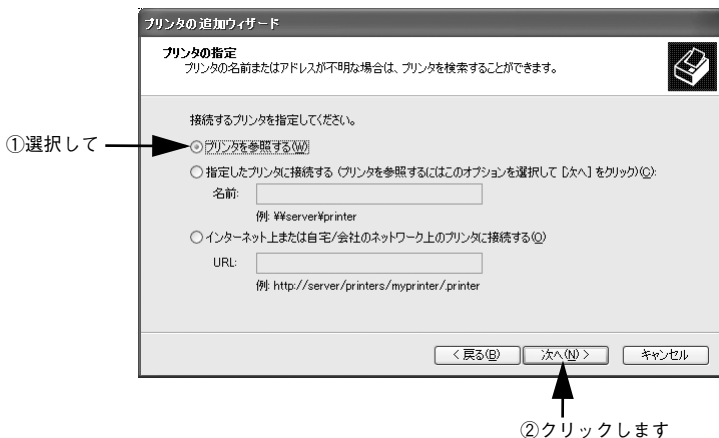 プリンタの追加ウィザード
プリンタの指定
プリンタの名前またはアドレスが不明な場合は、プリンタを検索することができます。
接続するプリンタを指定してください。
①選択して
プリンタを参照する(W)
指定したプリンタに接続する (プリンタを参照するにはこのオプションを選択して [次へ] をクリック)(C):
名前:
例: ¥¥server¥printer
インターネット上または自宅/会社のネットワーク上のプリンタに接続する(O)
URL:
例: http://server/printers/myprinter/.printer
< 戻る(B)
次へ(N) >
キャンセル
②クリックします